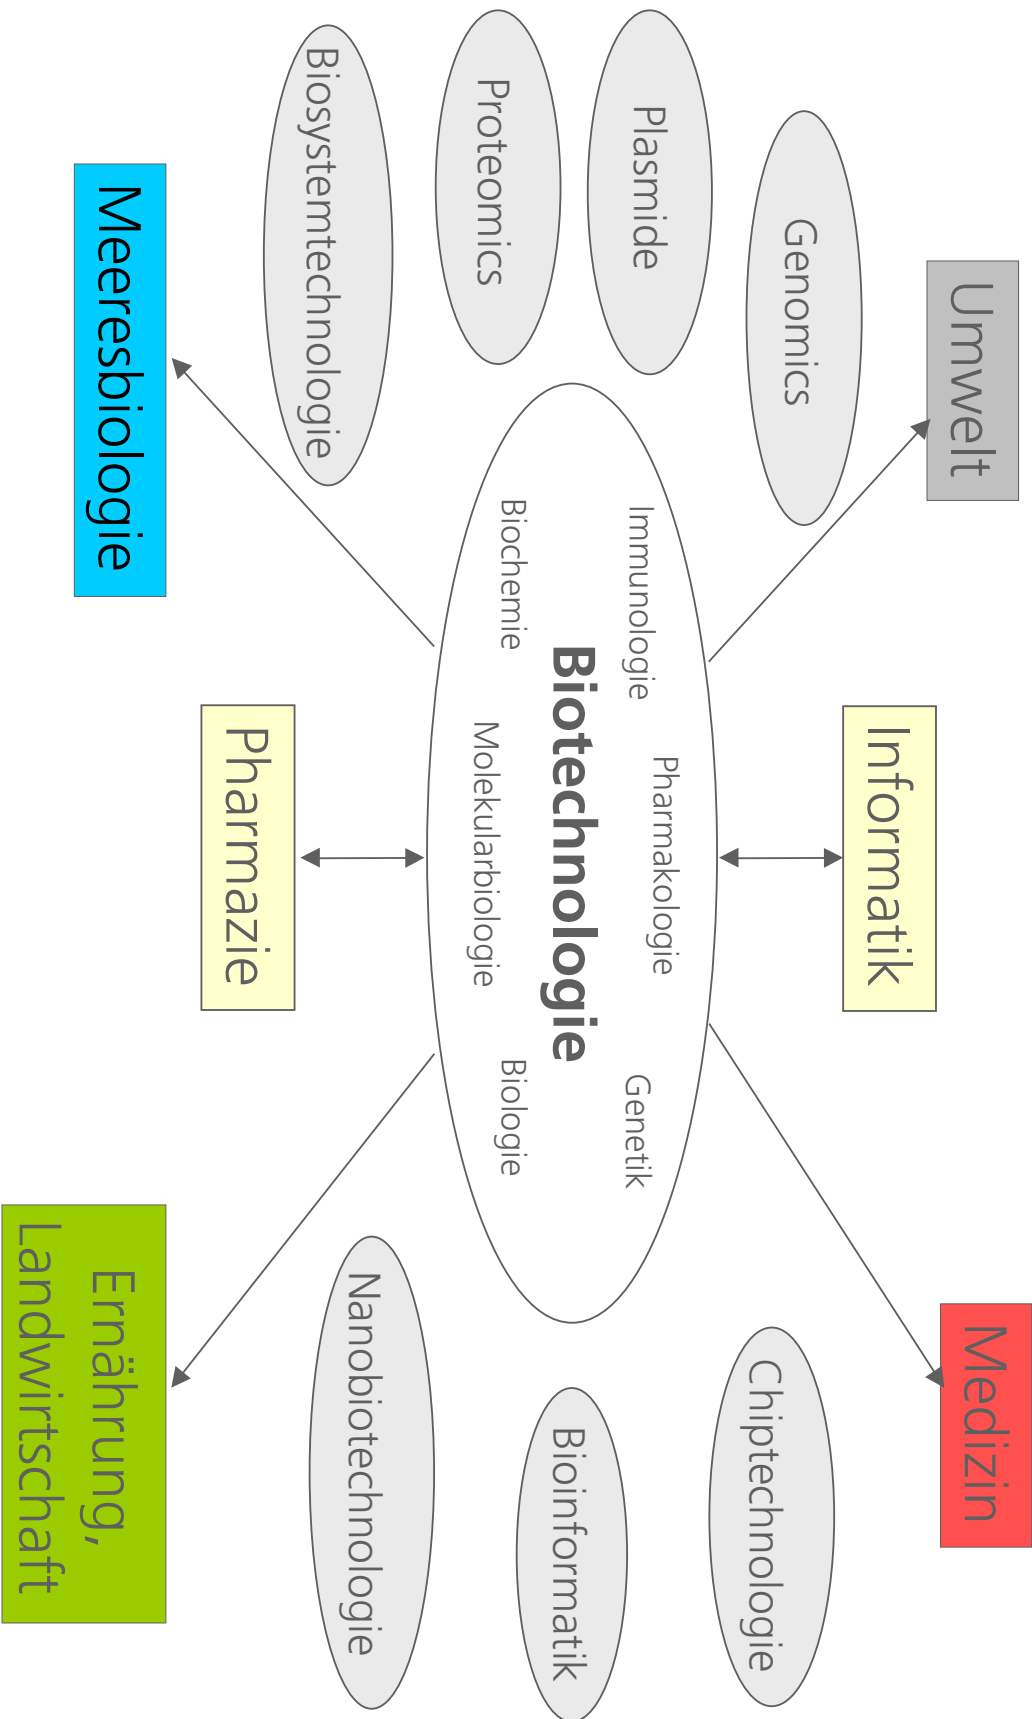 Umwelt
Informatik
Medizin
Genomics
Chiptechnologie
Plasmide
Immunologie
Pharmakologie
Genetik
Biotechnologie
Bioinformatik
Proteomics
Biochemie
Molekularbiologie
Biologie
Biosystemtechnologie
Nanobiotechnologie
Meeresbiologie
Pharmazie
Ernährung,
Landwirtschaft